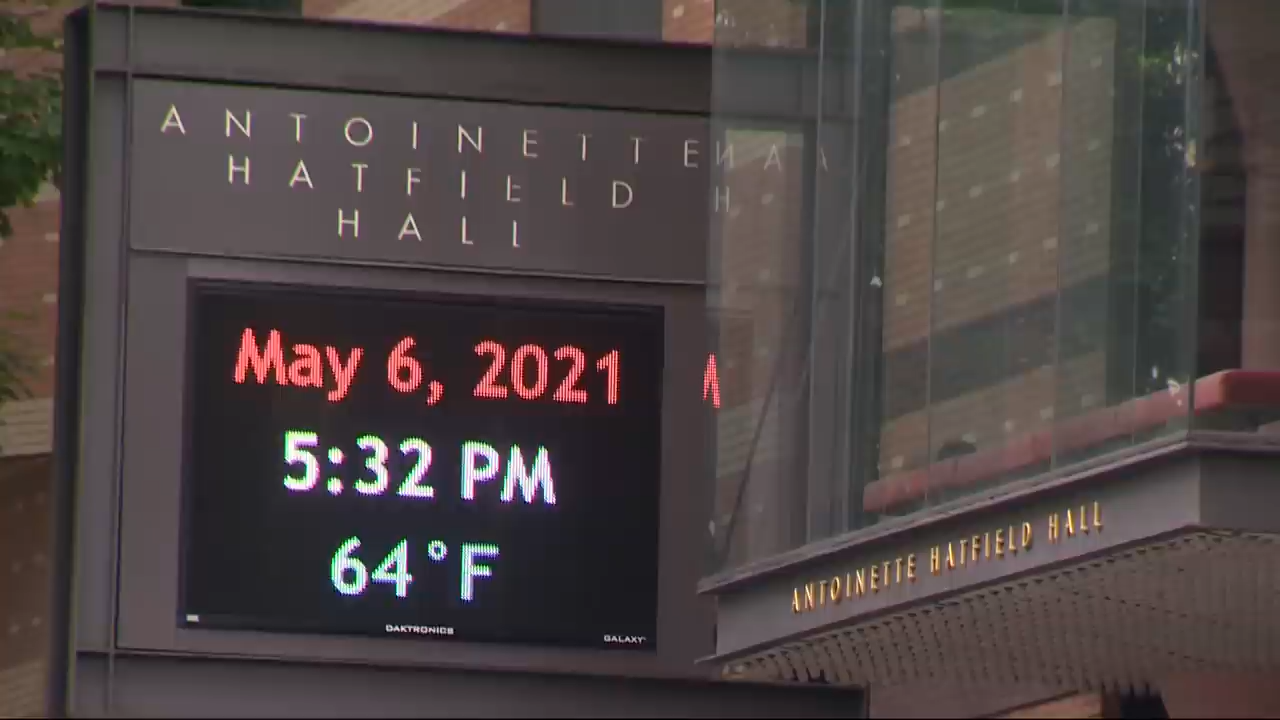 ANTOINETTE
HATFIELD
HALL
May 6, 2021
5:32 PM
64°F
DAKTRONICS
GALAXY
ANTOINETTE HATFIELD HALL